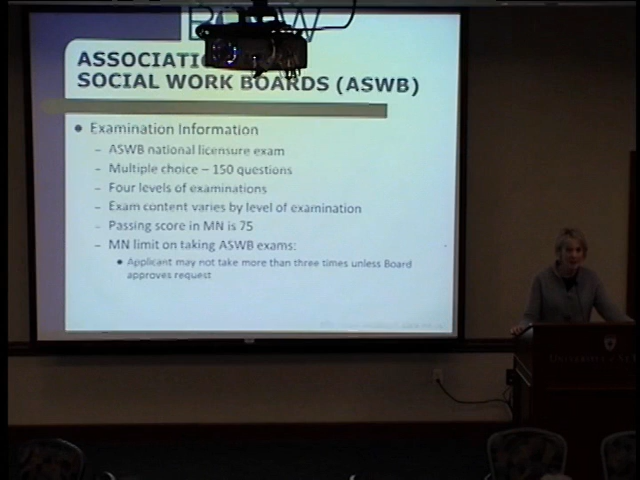 ASSOCIATI
SOCIAL WORK BOARDS (ASWB)
• Examination Information
– ASWB national licensure exam
– Multiple choice – 150 questions
– Four levels of examinations
– Exam content varies by level of examination
– Passing score in MN is 75
– MN limit on taking ASWB exams:
• Applicant may not take more than three times unless Board
approves request